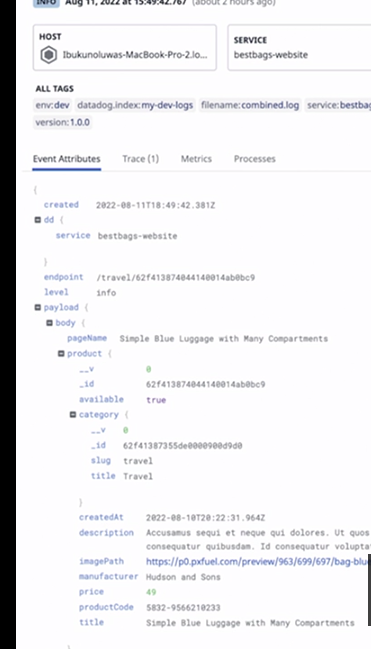 INFO Aug 11, 2022 at 15:49:42.767 (about 2 hours ago)
HOST
Ibukunoluwas-MacBook-Pro-2.lo...
SERVICE
bestbags-website
ALL TAGS
env:dev datadog.index:my-dev-logs filename:combined.log service:bestbag
version:1.0.0
Event Attributes Trace (1) Metrics Processes
{
created 2022-08-11T18:49:42.381Z
dd {
service bestbags-website
}
endpoint /travel/62f413874044140014ab0bc9
level info
payload {
body {
pageName Simple Blue Luggage with Many Compartments
product {
__v 0
_id 62f413874044140014ab0bc9
available true
category {
__v 0
_id 62f41387355de0000900d9d0
slug travel
title Travel
}
createdAt 2022-08-10T20:22:31.964Z
description Accusamus sequi et neque qui dolores. Ut quos
consequatur quibusdam. Id consequatur volupta
imagePath https://p0.pxfuel.com/preview/963/699/697/bag-blue
manufacturer Hudson and Sons
price 49
productCode 5832-9566210233
title Simple Blue Luggage with Many Compartments
}